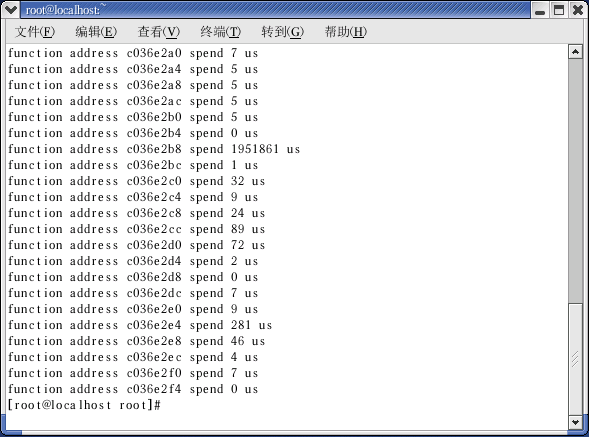 root@localhost:~
文件(F) 编辑(E) 查看(V) 终端(T) 转到(G) 帮助(H)
function address c036e2a0 spend 7 us
function address c036e2a4 spend 5 us
function address c036e2a8 spend 5 us
function address c036e2ac spend 5 us
function address c036e2b0 spend 5 us
function address c036e2b4 spend 0 us
function address c036e2b8 spend 1951861 us
function address c036e2bc spend 1 us
function address c036e2c0 spend 32 us
function address c036e2c4 spend 9 us
function address c036e2c8 spend 24 us
function address c036e2cc spend 89 us
function address c036e2d0 spend 72 us
function address c036e2d4 spend 2 us
function address c036e2d8 spend 0 us
function address c036e2dc spend 7 us
function address c036e2e0 spend 9 us
function address c036e2e4 spend 281 us
function address c036e2e8 spend 46 us
function address c036e2ec spend 4 us
function address c036e2f0 spend 7 us
function address c036e2f4 spend 0 us
[root@localhost root]#